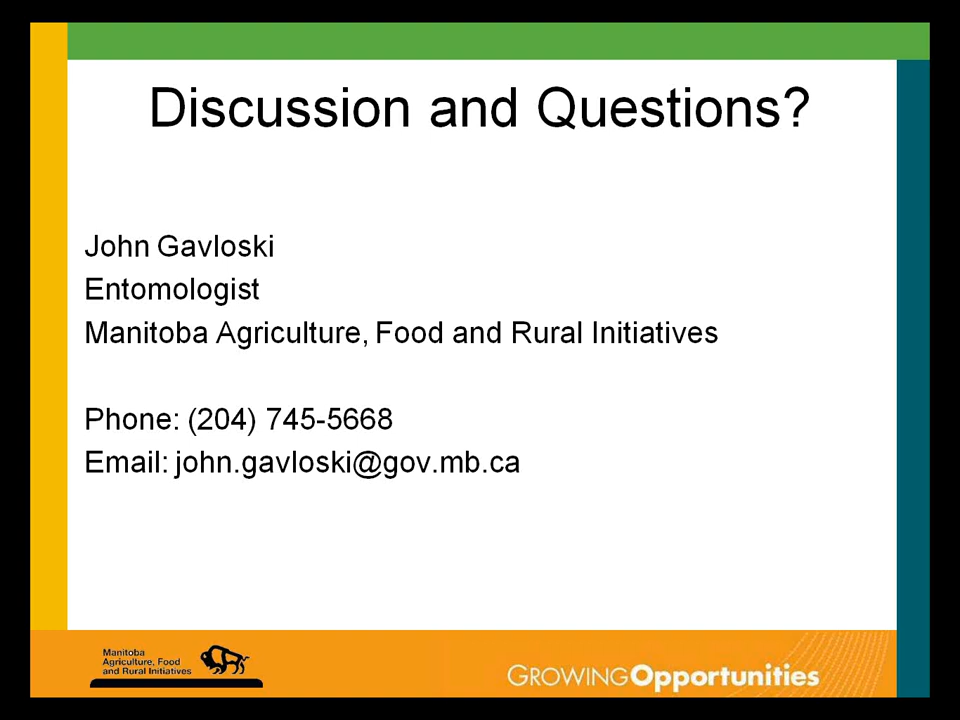 Discussion and Questions?
John Gavloski
Entomologist
Manitoba Agriculture, Food and Rural Initiatives
Phone: (204) 745-5668
Email: john.gavloski@gov.mb.ca
Manitoba
Agriculture, Food
and Rural Initiatives
GROWING Opportunities